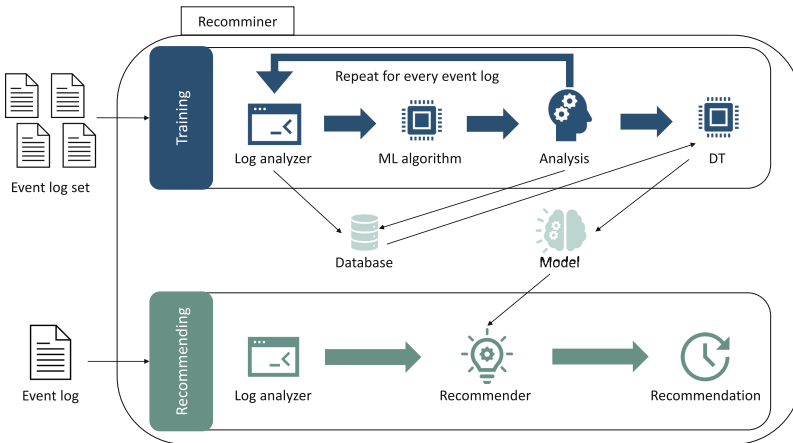 Recomminer
Training
Repeat for every event log
Log analyzer
ML algorithm
Analysis
DT
Event log set
Database
Model
Recommending
Log analyzer
Recommender
Recommendation
Event log